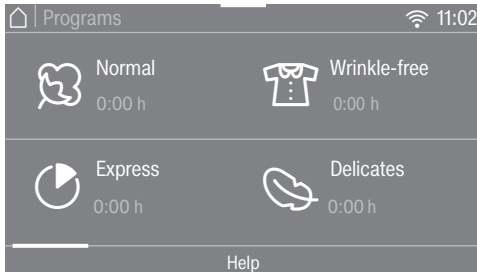 Programs 11:02
Normal
0:00 h
Wrinkle-free
0:00 h
Express
0:00 h
Delicates
0:00 h
Help